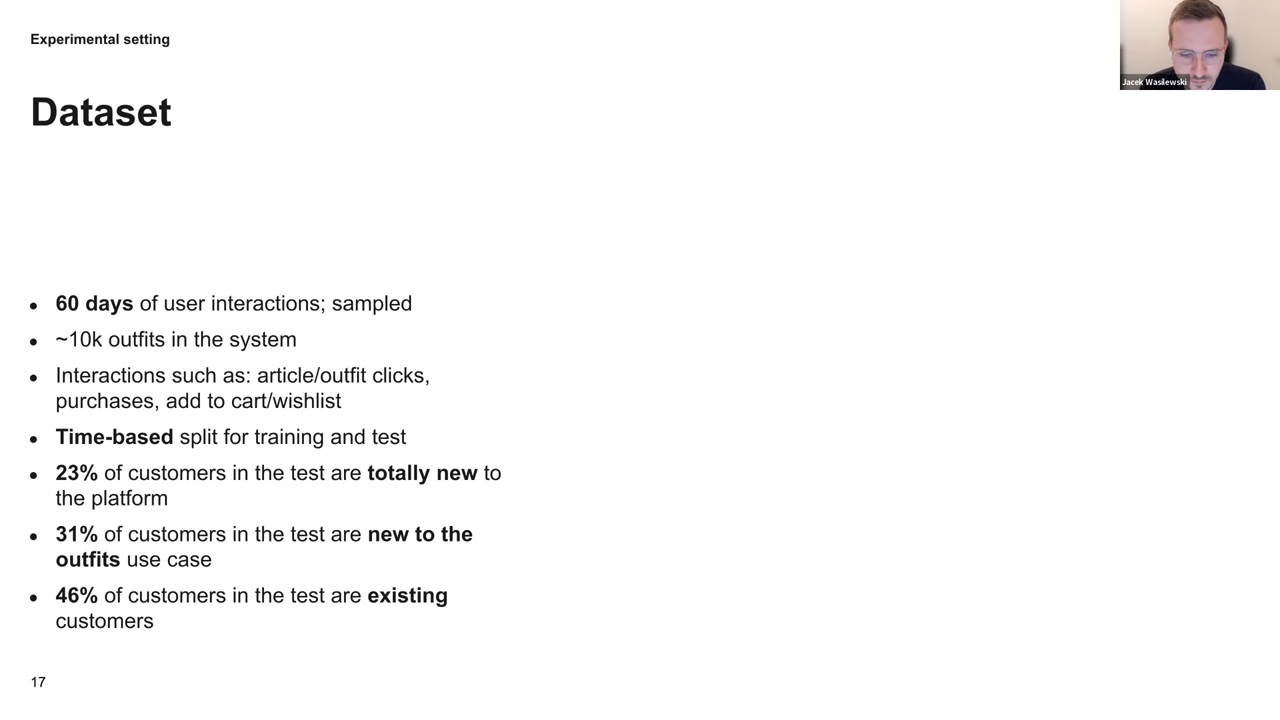 Experimental setting
Jacek Wasilewski
Dataset
• 60 days of user interactions; sampled
• ~10k outfits in the system
• Interactions such as: article/outfit clicks,
purchases, add to cart/wishlist
• Time-based split for training and test
• 23% of customers in the test are totally new to
the platform
• 31% of customers in the test are new to the
outfits use case
• 46% of customers in the test are existing
customers
17